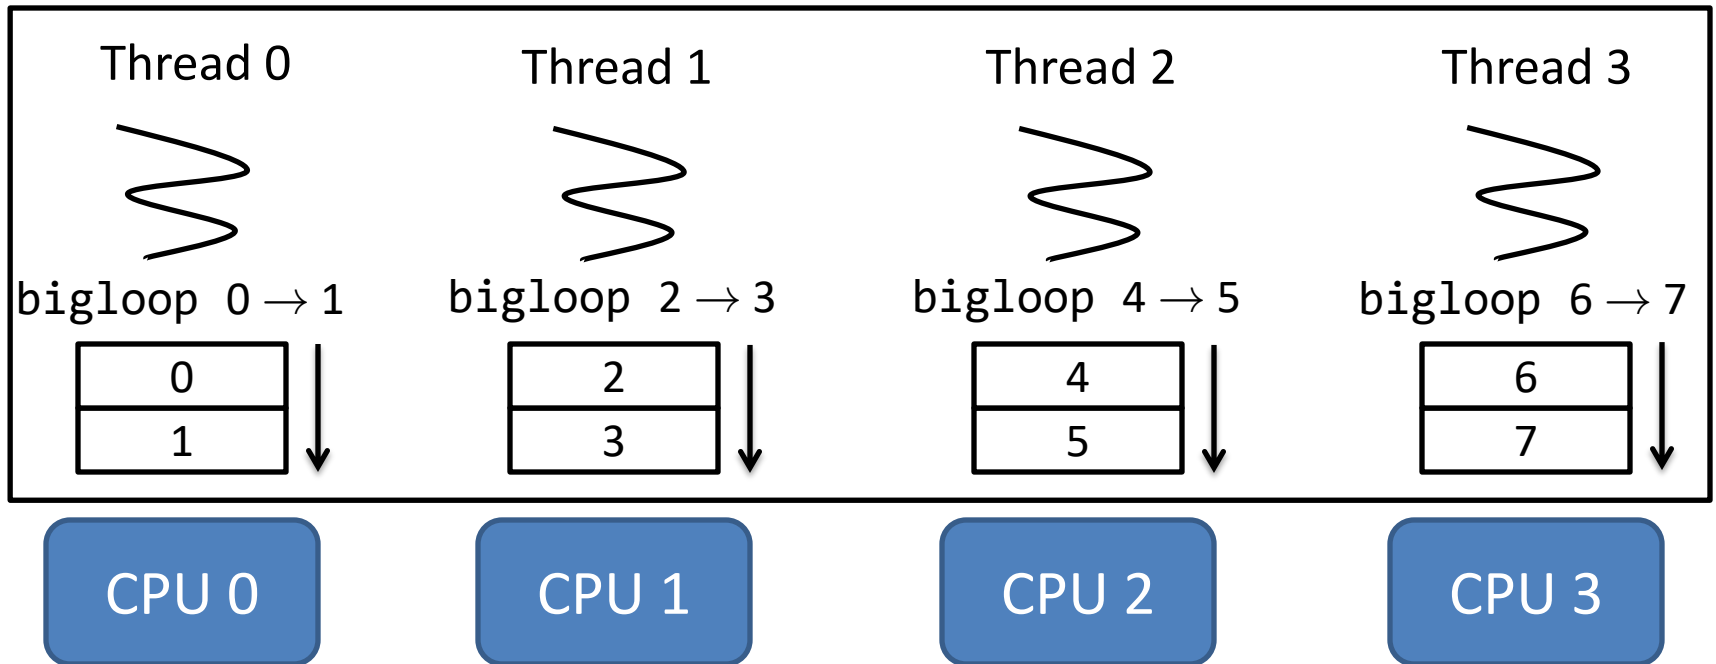 Thread 0 Thread 1 Thread 2 Thread 3
bigloop 0 → 1 bigloop 2 → 3 bigloop 4 → 5 bigloop 6 → 7
0 2 4 6
1 3 5 7
CPU 0 CPU 1 CPU 2 CPU 3